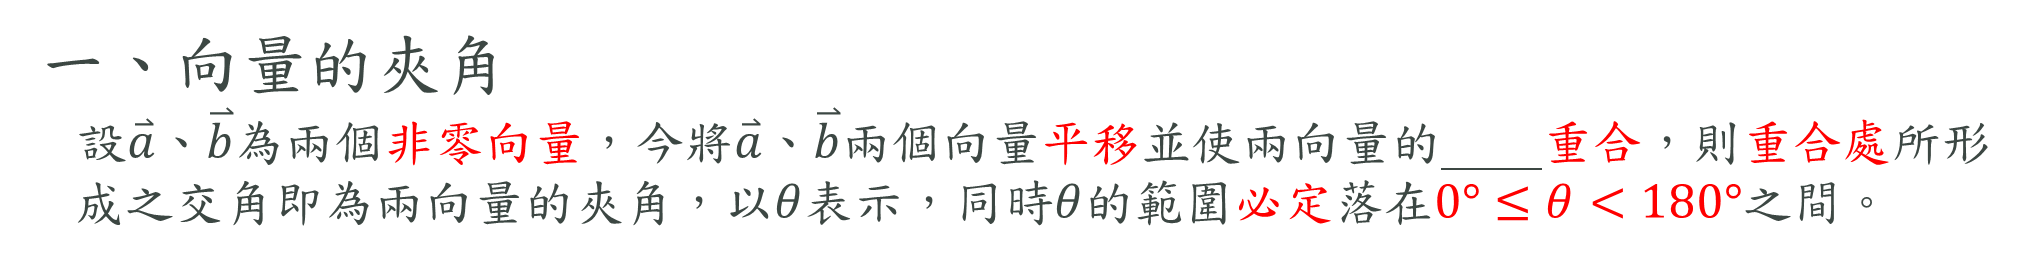 一、向量的夾角
設a⃑、b⃑為兩個非零向量，今將a⃑、b⃑兩個向量平移並使兩向量的____重合，則重合處所形
成之交角即為兩向量的夾角，以θ表示，同時θ的範圍必定落在0° ≤ θ < 180°之間。